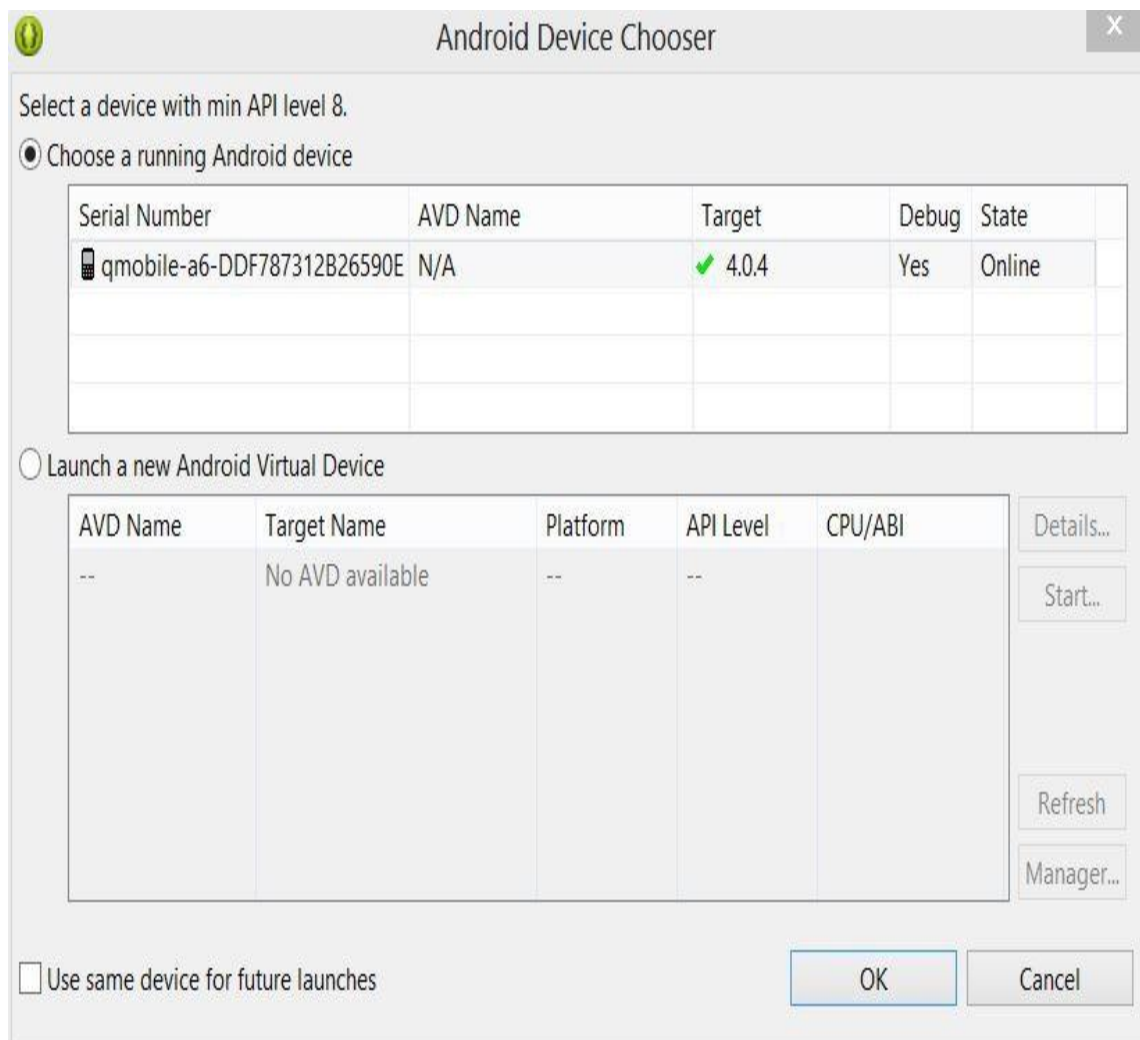 Android Device Chooser
X
Select a device with min API level 8.
Choose a running Android device
Serial Number AVD Name Target Debug State
qmobile-a6-DDF787312B26590E N/A 4.0.4 Yes Online
Launch a new Android Virtual Device
AVD Name Target Name Platform API Level CPU/ABI Details...
-- No AVD available -- --
Start...
Refresh
Manager...
Use same device for future launches OK Cancel